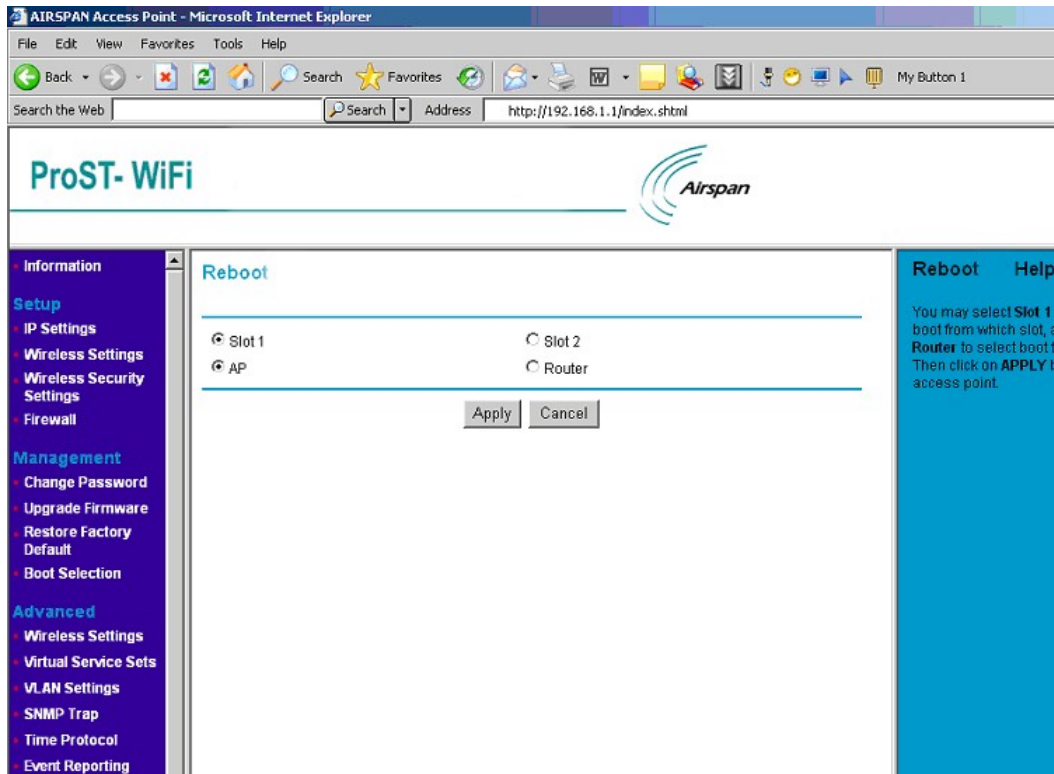 AIRSPAN Access Point - Microsoft Internet Explorer
File Edit View Favorites Tools Help
Back Search Favorites My Button 1
Search the Web Search Address http://192.168.1.1/index.shtml
ProST- WiFi
Airspan
Information
Setup
IP Settings
Wireless Settings
Wireless Security
Settings
Firewall
Management
Change Password
Upgrade Firmware
Restore Factory
Default
Boot Selection
Advanced
Wireless Settings
Virtual Service Sets
VLAN Settings
SNMP Trap
Time Protocol
Event Reporting
Reboot
Slot 1 Slot 2
AP Router
Apply Cancel
Reboot Help
You may select Slot 1
boot from which slot,
Router to select boot
Then click on APPLY
access point.